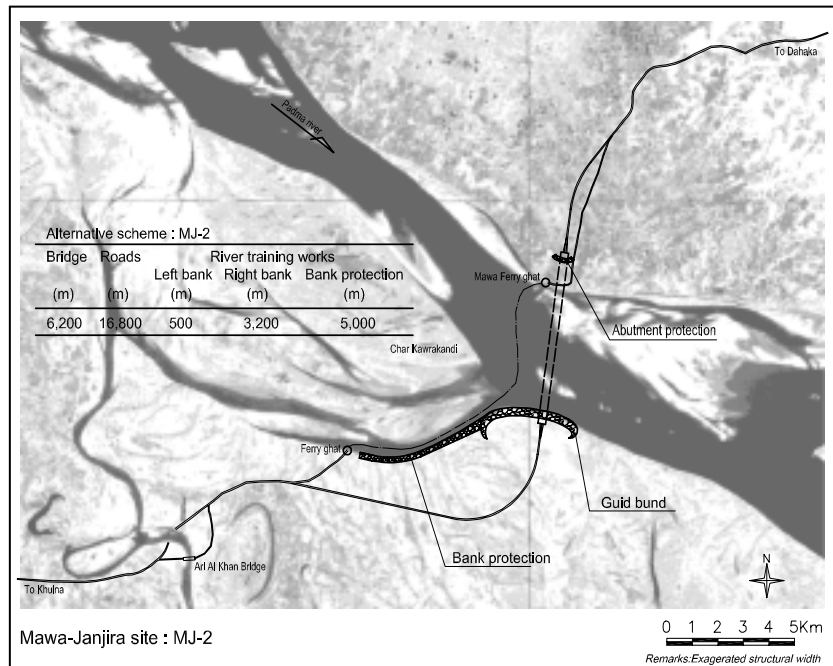 To Dahaka
Padma river
Alternative scheme : MJ-2
Bridge Roads River training works
Left bank Right bank Bank protection
(m) (m) (m) (m) (m)
6,200 16,800 500 3,200 5,000
Mawa Ferry ghat
Abutment protection
Char Kawrakandi
Ferry ghat
Guid bund
Bank protection
Arl Al Khan Bridge
To Khulna
N
Mawa-Janjira site : MJ-2
0 1 2 3 4 5Km
Remarks:Exagerated structural width